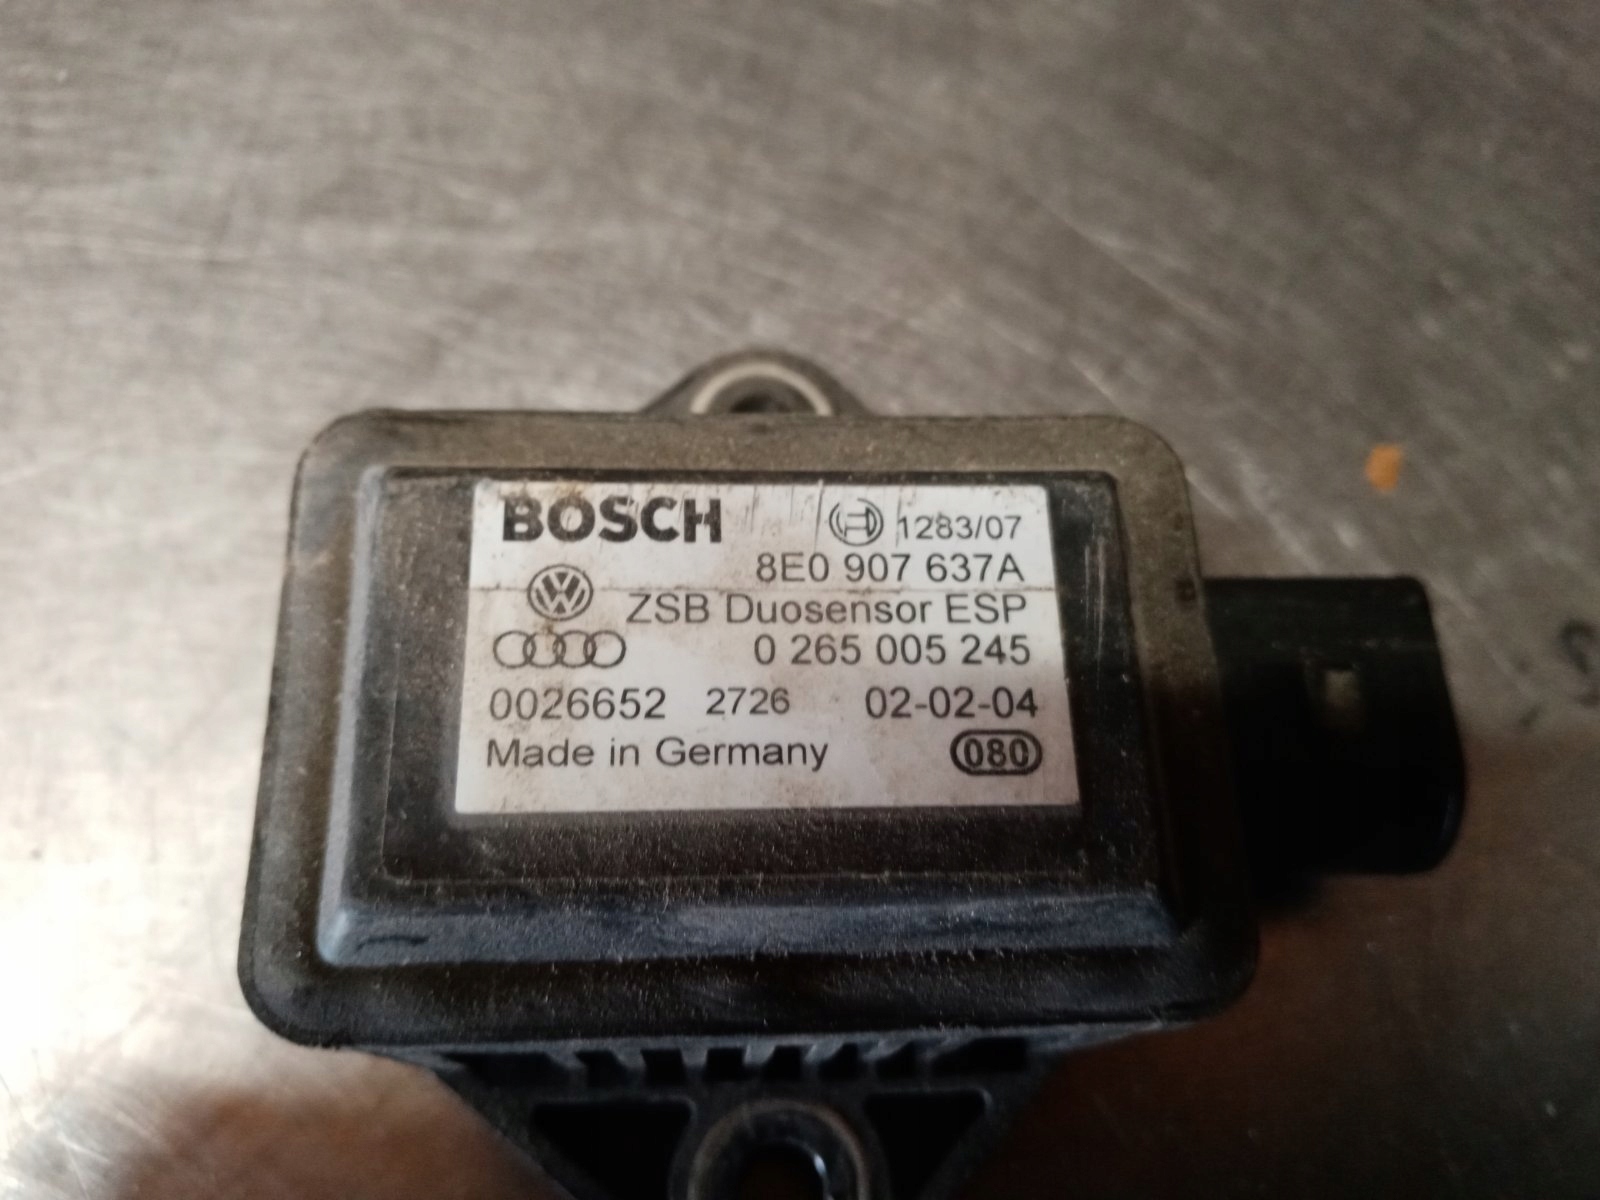 BOSCH 1283/07
8E0 907 637A
ZSB Duosensor ESP
0 265 005 245
0026652 2726 02-02-04
Made in Germany 080